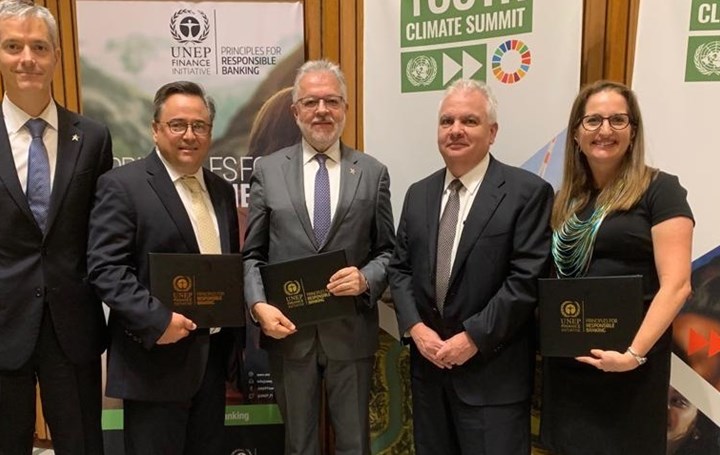 UNEP
FINANCE
INITIATIVE
PRINCIPLES FOR
RESPONSIBLE
BANKING
YOUTH
CLIMATE SUMMIT
UNEP
FINANCE
INITIATIVE
PRINCIPLES FOR
RESPONSIBLE
BANKING
UNEP
FINANCE
INITIATIVE
PRINCIPLES FOR
RESPONSIBLE
BANKING
UNEP
FINANCE
INITIATIVE
PRINCIPLES FOR
RESPONSIBLE
BANKING